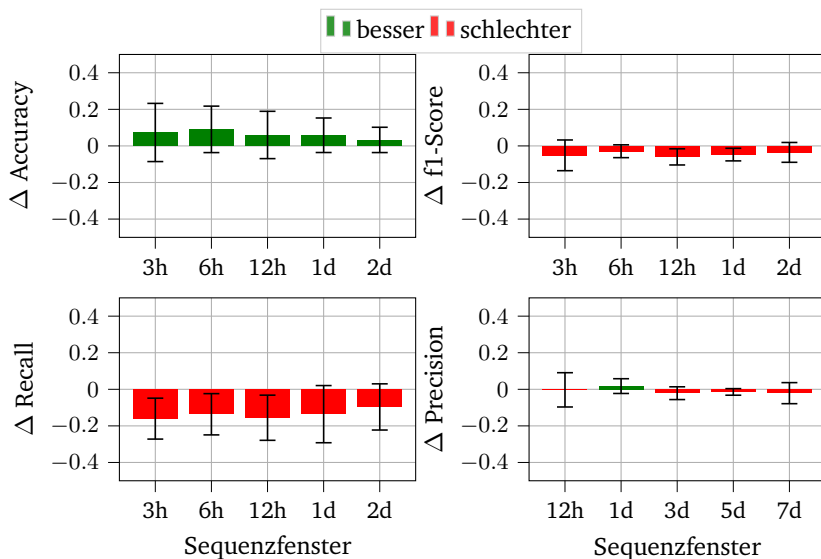 besser schlechter
Δ Accuracy
0.4
0.2
0
−0.2
−0.4
3h 6h 12h 1d 2d
Δ f1-Score
0.4
0.2
0
−0.2
−0.4
3h 6h 12h 1d 2d
Δ Recall
0.4
0.2
0
−0.2
−0.4
3h 6h 12h 1d 2d
Sequenzfenster
Δ Precision
0.4
0.2
0
−0.2
−0.4
12h 1d 3d 5d 7d
Sequenzfenster